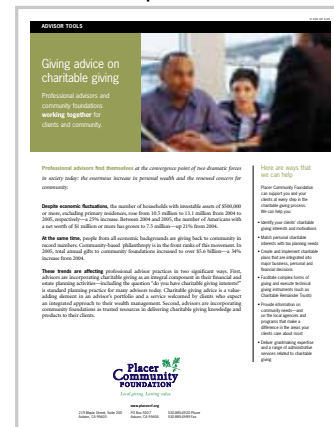 ADVISOR TOOLS
Giving advice on
charitable giving
Professional advisors and
community foundations
working together for
clients and community.
Professional advisors find themselves at the convergence point of two dramatic forces
in society today: the enormous increase in personal wealth and the renewed concern for
community.
Despite economic fluctuations, the number of households with investable assets of $500,000
or more, excluding primary residences, rose from 10.5 million to 13.1 million from 2004 to
2005, respectively—a 25% increase. Between 2004 and 2005, the number of Americans with
a net worth of $1 million or more has grown to 7.5 million—up 21% from 2004.
At the same time, people from all economic backgrounds are giving back to community in
record numbers. Community-based philanthropy is in the front ranks of this movement. In
2005, total annual gifts to community foundations increased to over $5.6 billion—a 34%
increase from 2004.
These trends are affecting professional advisor practices in two significant ways. First,
advisors are incorporating charitable giving as an integral component in their financial and
estate planning activities—including the question "do you have charitable giving interests?"
is standard planning practice for many advisors today. Charitable giving advice is a value-
adding element in an advisor's portfolio and a service welcomed by clients who expect
an integrated approach to their wealth management. Second, advisors are incorporating
community foundations as trusted resources in delivering charitable giving knowledge and
products to their clients.
Here are ways that
we can help
Placer Community Foundation
can support you and your
clients at every step in the
charitable giving process.
We can help you:
• Identify your clients' charitable
giving interests and motivations
• Match personal charitable
interests with tax planning needs
• Create and implement charitable
plans that are integrated into
major business, personal and
financial decisions
• Facilitate complex forms of
giving and execute technical
giving instruments (such as
Charitable Remainder Trusts)
• Provide information on
community needs—and
on the local agencies and
programs that make a
difference in the areas your
clients care about most
• Deliver grantmaking expertise
and a range of administrative
services related to charitable
giving
Placer
Community
FOUNDATION
Local giving. Lasting value.
www.placercf.org